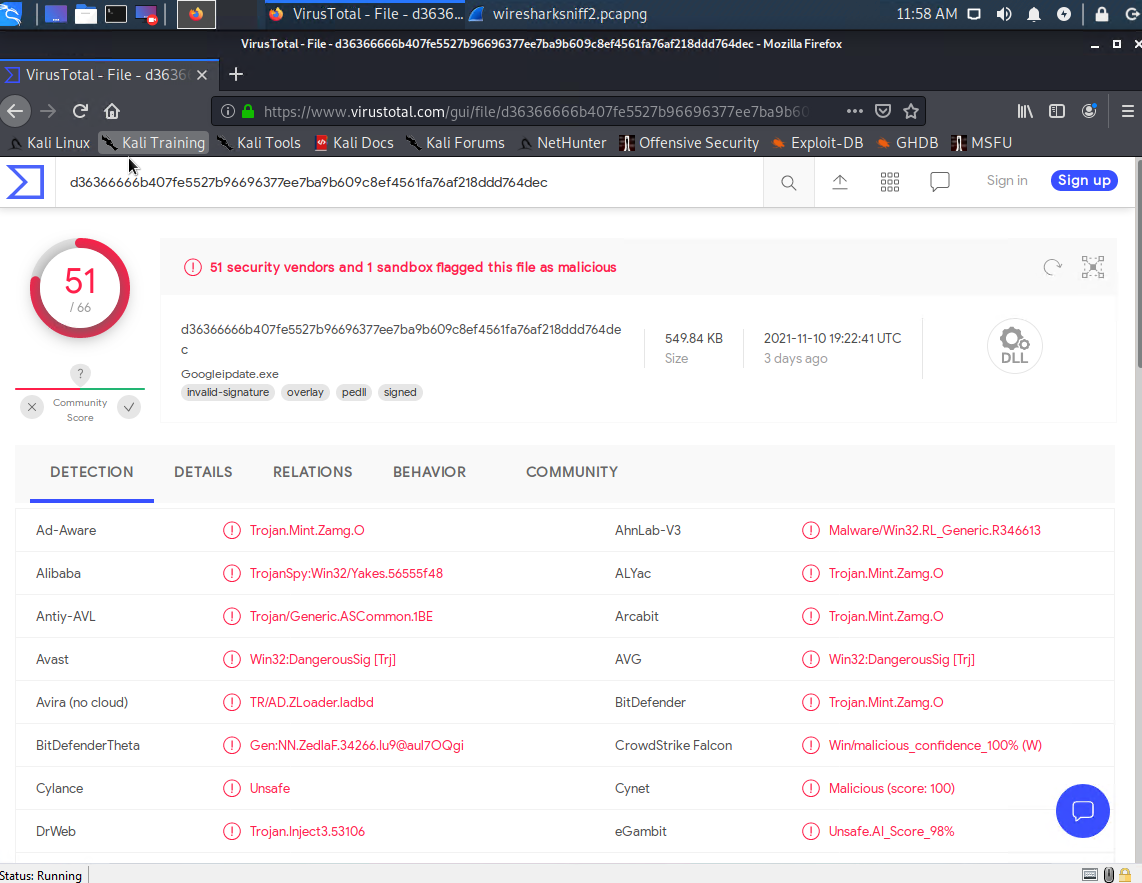 VirusTotal - File - d3636...
wiresharksniff2.pcapng
11:58 AM
VirusTotal - File - d36366666b407fe5527b96696377ee7ba9b609c8ef4561fa76af218ddd764dec - Mozilla Firefox
VirusTotal - File - d3636
https://www.virustotal.com/gui/file/d36366666b407fe5527b96696377ee7ba9b60
Kali Linux Kali Training Kali Tools Kali Docs Kali Forums NetHunter Offensive Security Exploit-DB GHDB MSFU
d36366666b407fe5527b96696377ee7ba9b609c8ef4561fa76af218ddd764dec
Sign in
Sign up
51
/ 66
51 security vendors and 1 sandbox flagged this file as malicious
d36366666b407fe5527b96696377ee7ba9b609c8ef4561fa76af218ddd764de
c
Googleipdate.exe
invalid-signature overlay pedll signed
549.84 KB
Size
2021-11-10 19:22:41 UTC
3 days ago
DLL
?
Community
Score
DETECTION DETAILS RELATIONS BEHAVIOR COMMUNITY
Ad-Aware Trojan.Mint.Zamg.O AhnLab-V3 Malware/Win32.RL_Generic.R346613
Alibaba TrojanSpy:Win32/Yakes.56555f48 ALYac Trojan.Mint.Zamg.O
Antiy-AVL Trojan/Generic.ASCommon.1BE Arcabit Trojan.Mint.Zamg.O
Avast Win32:DangerousSig [Trj] AVG Win32:DangerousSig [Trj]
Avira (no cloud) TR/AD.ZLoader.ladbd BitDefender Trojan.Mint.Zamg.O
BitDefenderTheta Gen:NN.ZedlaF.34266.Iu9@aul7OQgi CrowdStrike Falcon Win/malicious_confidence_100% (W)
Cylance Unsafe Cynet Malicious (score: 100)
DrWeb Trojan.Inject3.53106 eGambit Unsafe.AI_Score_98%
Status: Running